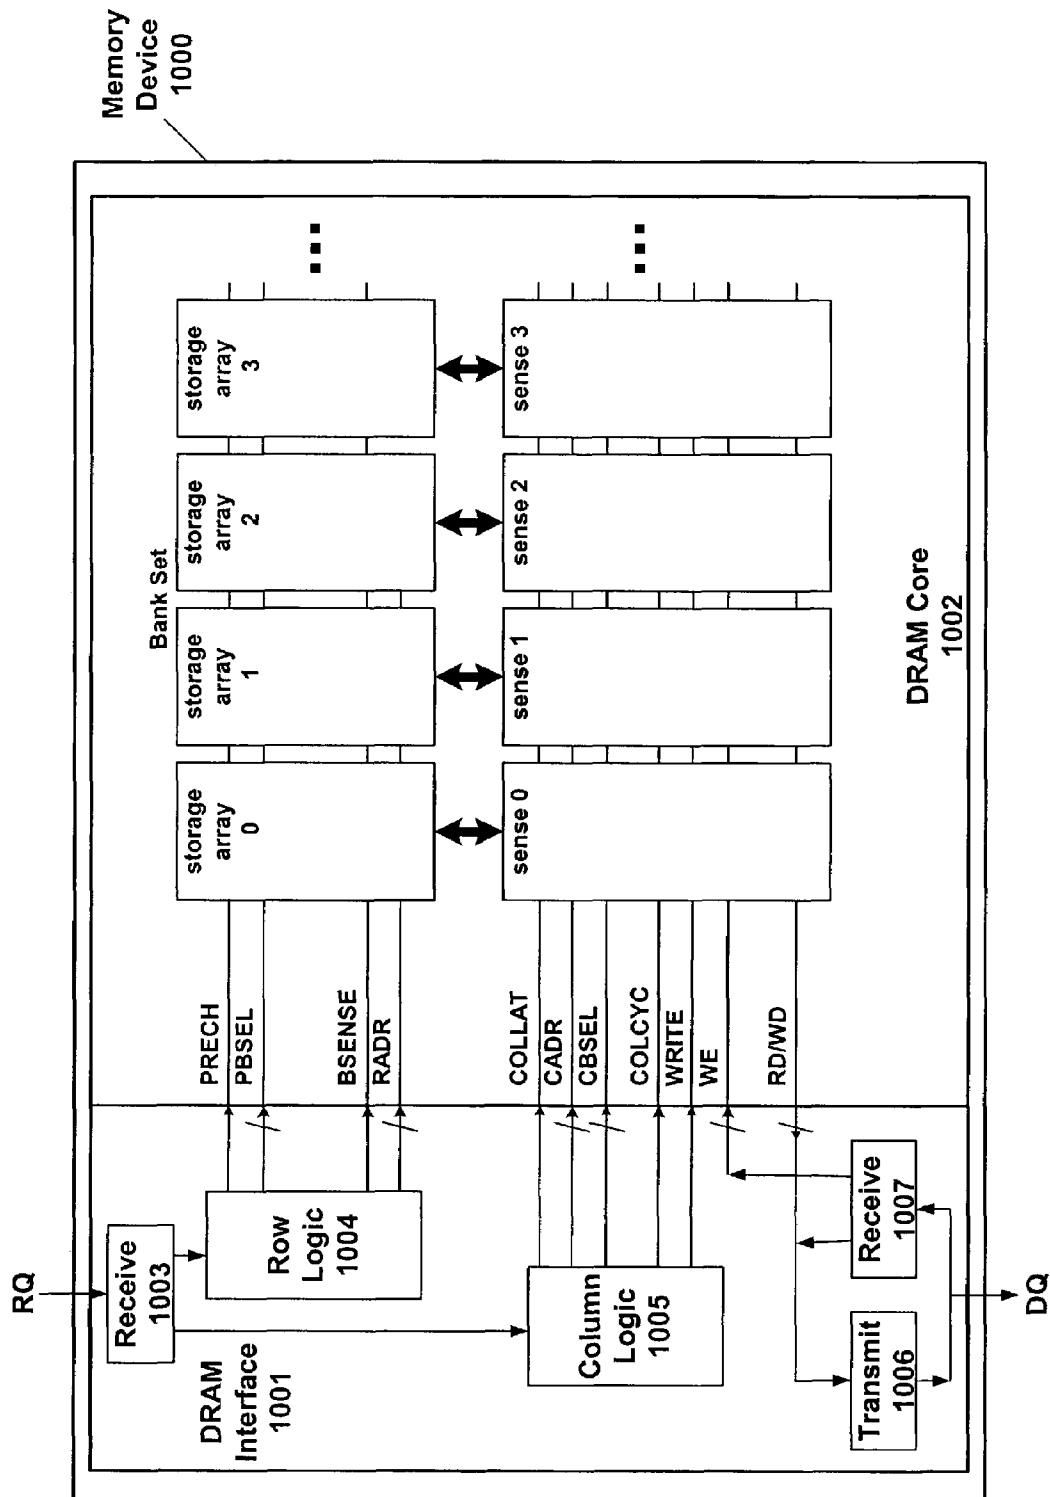 Memory
Device
1000
Bank Set
storage
array
0
storage
array
1
storage
array
2
storage
array
3
sense 0
sense 1
sense 2
sense 3
PRECH
PBSEL
BSENSE
RADR
COLLAT
CADR
CBSEL
COLCYC
WRITE
WE
RD/WD
DRAM Core
1002
RQ
Receive
1003
Row
Logic
1004
DRAM
Interface
1001
Column
Logic
1005
Receive
1007
Transmit
1006
DQ